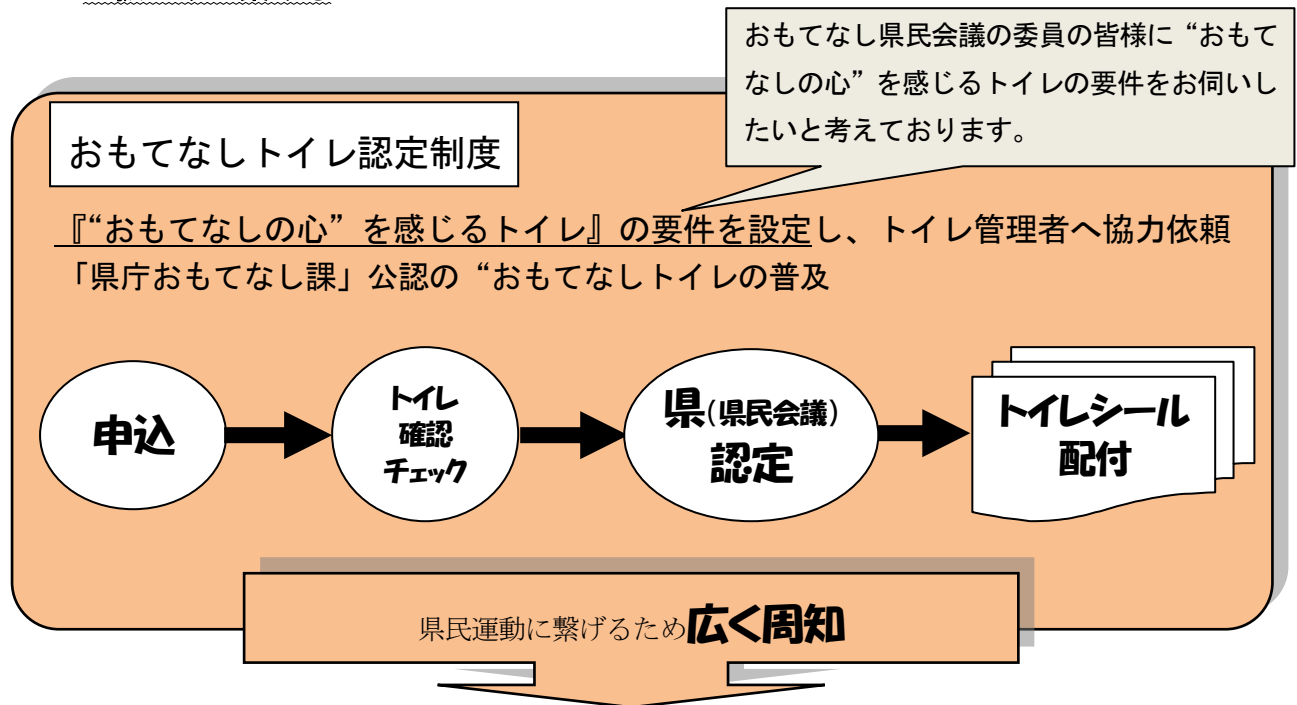 おもてなし県民会議の委員の皆様に“おもて
なしの心”を感じるトイレの要件をお伺いし
たいと考えております。
おもてなしトイレ認定制度
『“おもてなしの心”を感じるトイレ』の要件を設定し、トイレ管理者へ協力依頼
「県庁おもてなし課」公認の“おもてなしトイレの普及
申込
トイレ
確認
チェック
県(県民会議)
認定
トイレシール
配付
県民運動に繋げるため広く周知